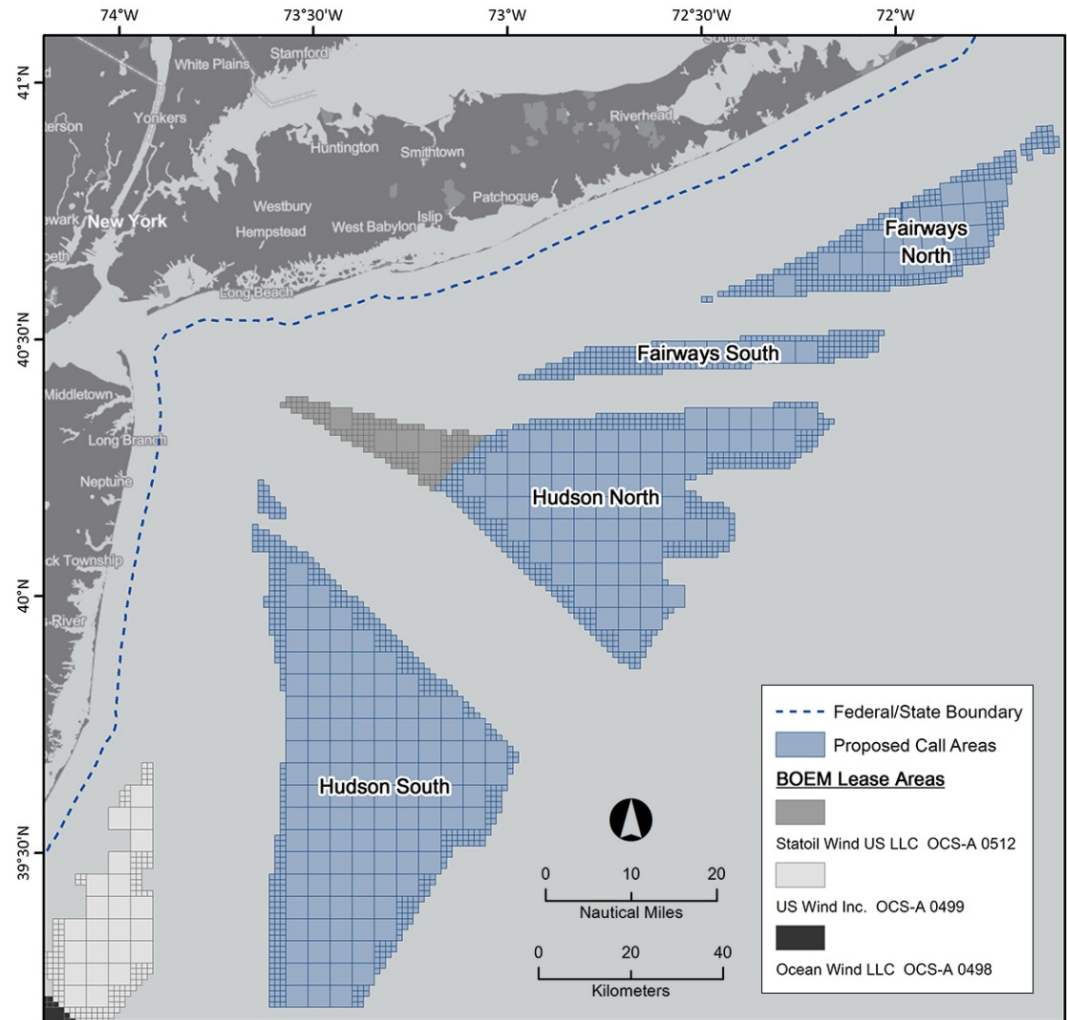 74°W
73°30'W
73°W
72°30'W
72°W
41°N
40°30'N
40°N
39°30'N
Stamford
White Plains
Yonkers
Riverhead
Huntington
Smithtown
Patchogue
New York
Westbury
Islip
West Babylon
Hempstead
Long Beach
Middletown
Long Branch
Neptune
Fairways
North
Fairways South
Hudson North
Hudson South
0 10 20
Nautical Miles
0 20 40
Kilometers
Federal/State Boundary
Proposed Call Areas
BOEM Lease Areas
Statoil Wind US LLC OCS-A 0512
US Wind Inc. OCS-A 0499
Ocean Wind LLC OCS-A 0498